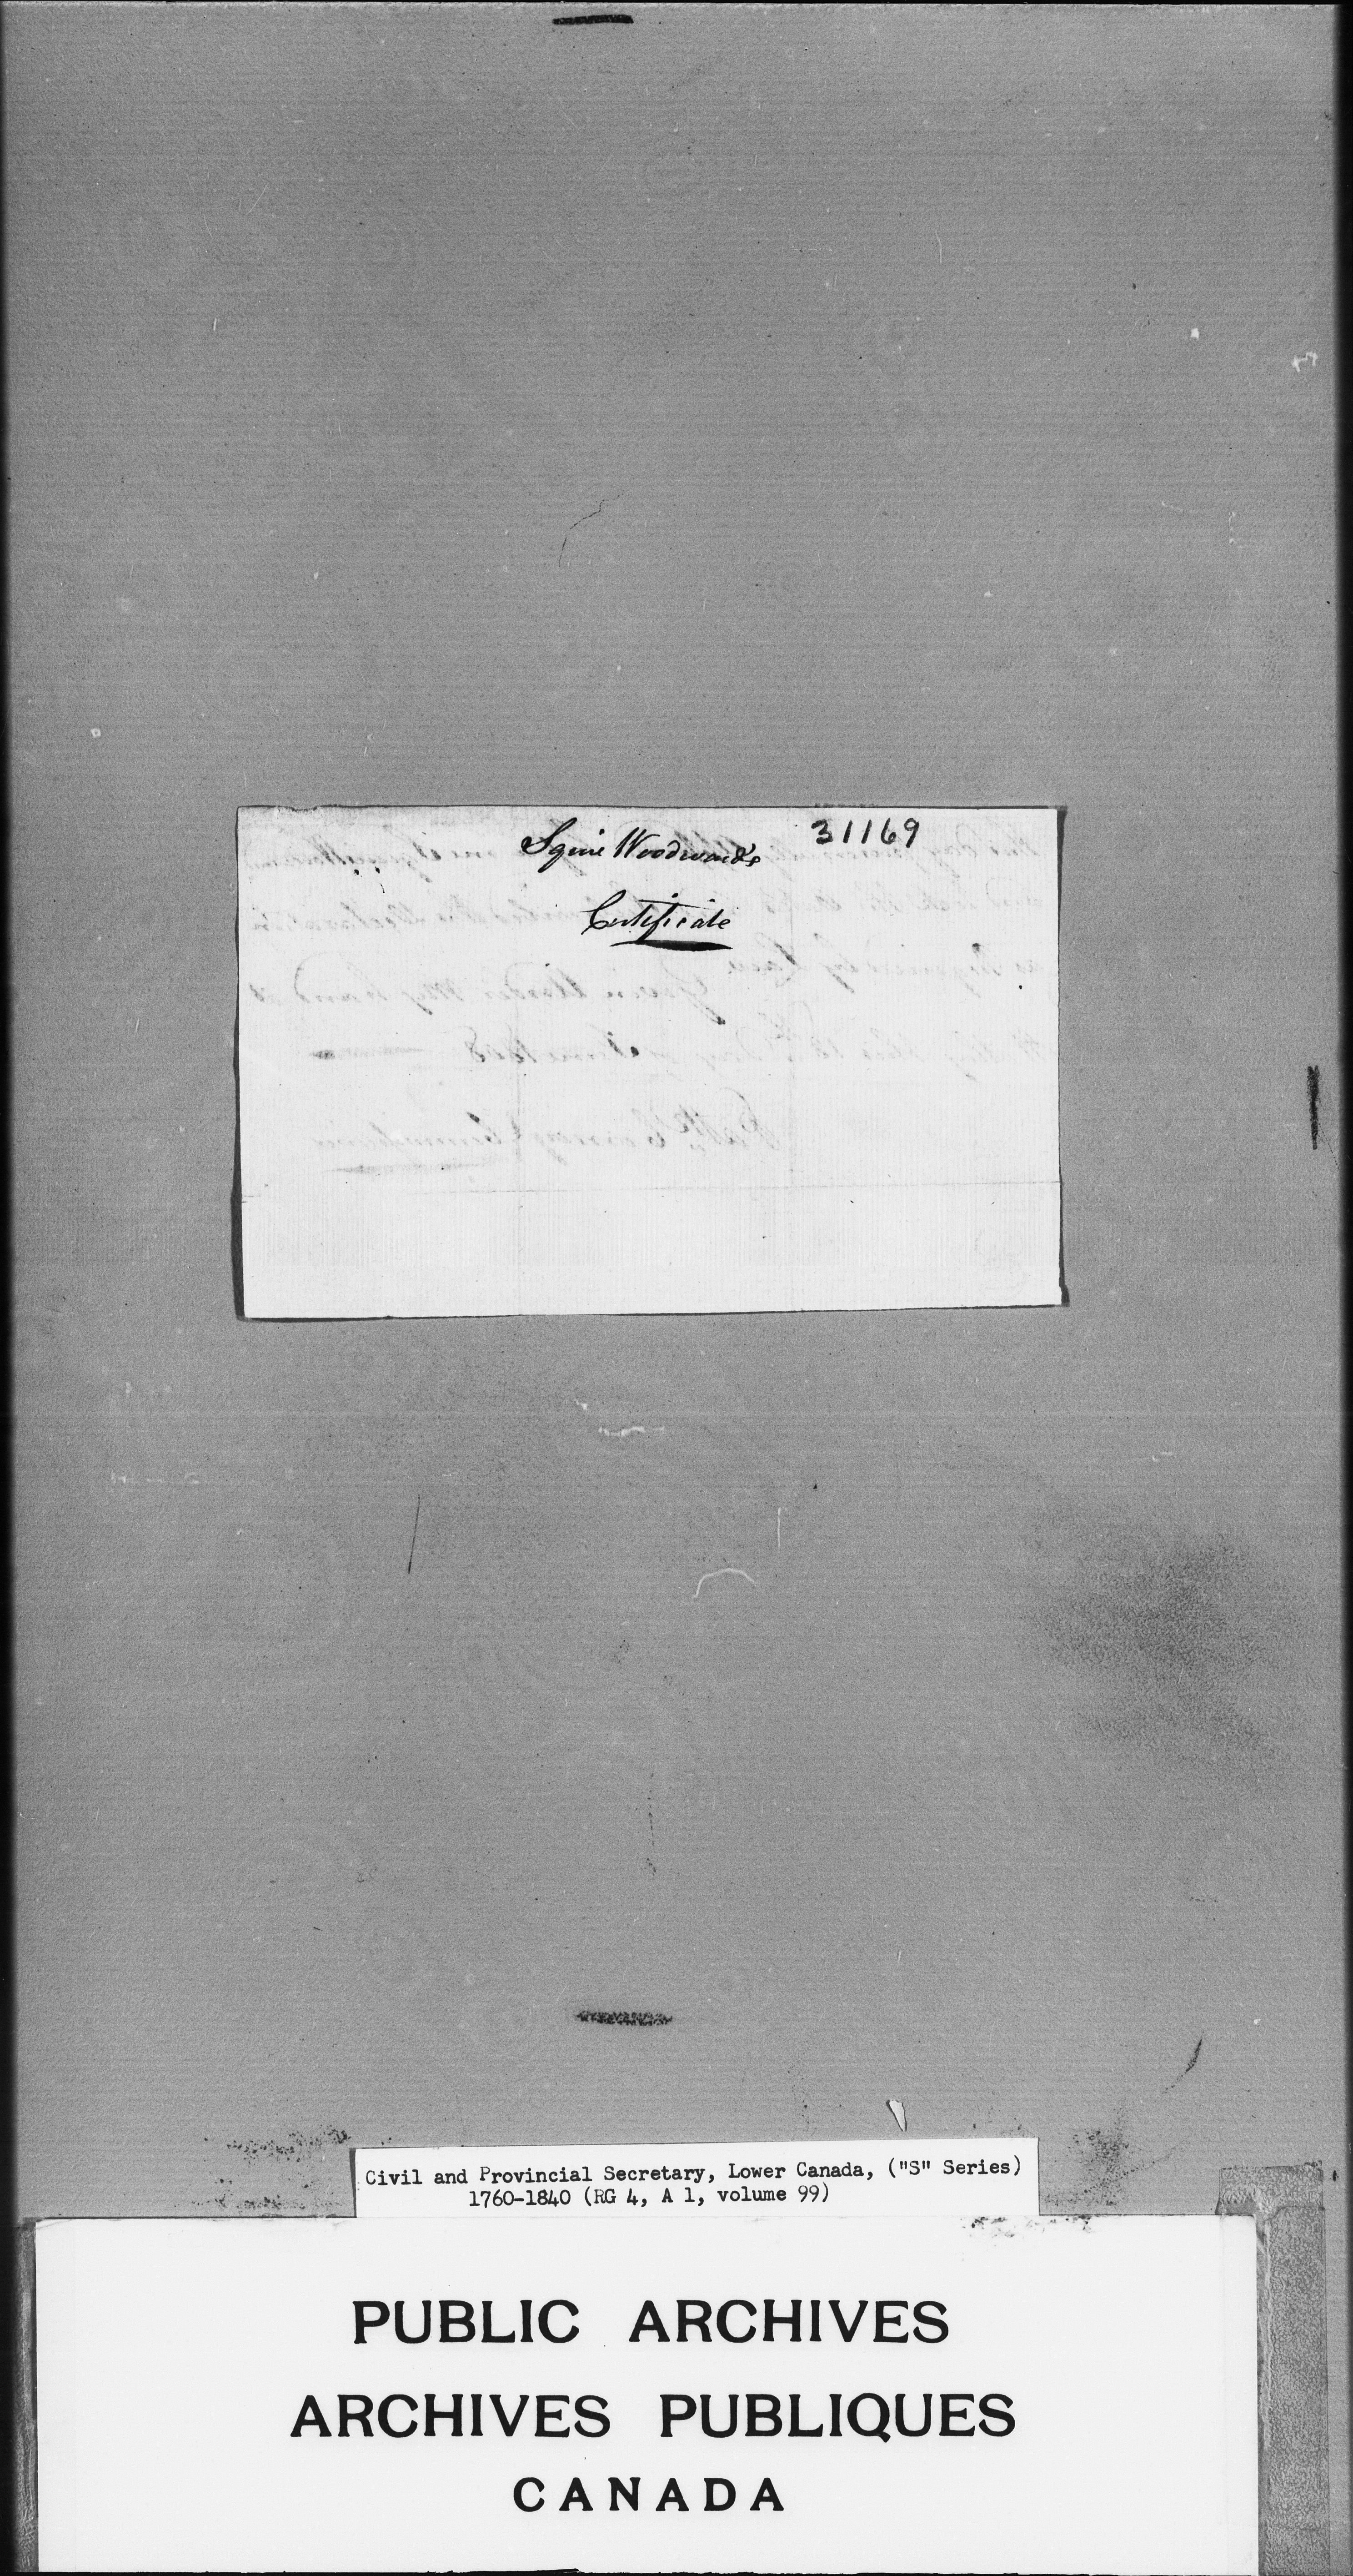 31169
Squire Woodward's
Certificate
Civil and Provincial Secretary, Lower Canada, ("S" Series)
1760-1840 (RG 4, A 1, volume 99)
PUBLIC ARCHIVES
ARCHIVES PUBLIQUES
CANADA